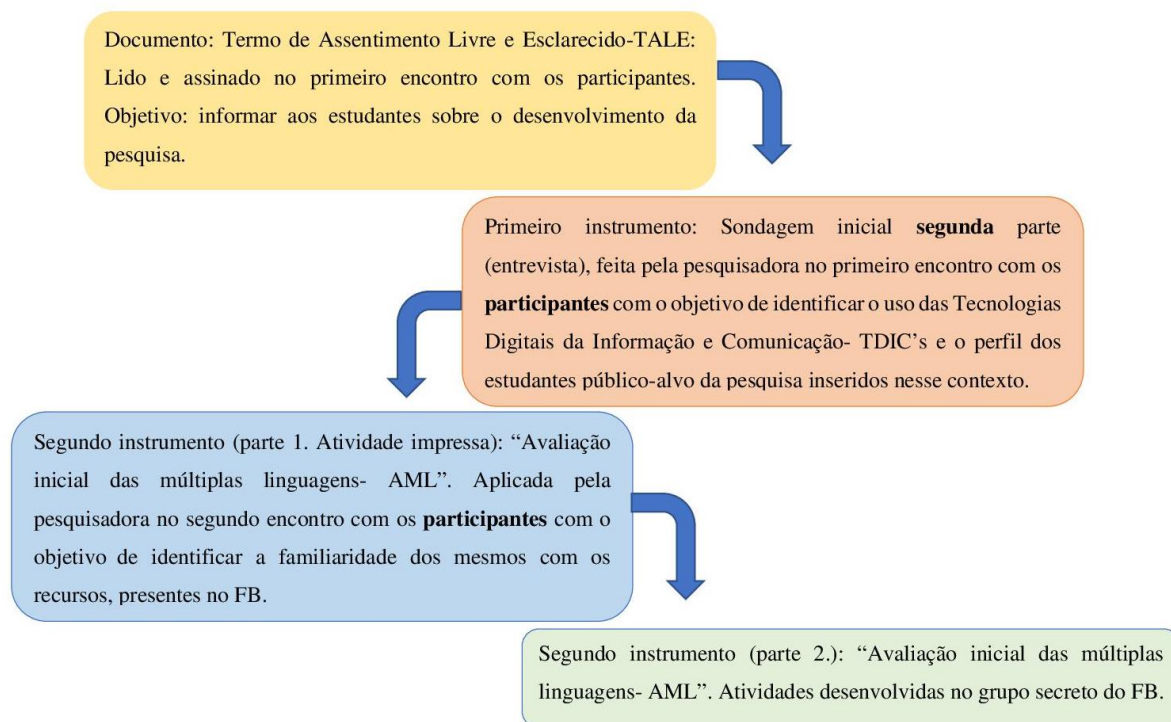 Documento: Termo de Assentimento Livre e Esclarecido-TALE:
Lido e assinado no primeiro encontro com os participantes.
Objetivo: informar aos estudantes sobre o desenvolvimento da
pesquisa.
Primeiro instrumento: Sondagem inicial segunda parte
(entrevista), feita pela pesquisadora no primeiro encontro com os
participantes com o objetivo de identificar o uso das Tecnologias
Digitais da Informação e Comunicação- TDIC's e o perfil dos
estudantes público-alvo da pesquisa inseridos nesse contexto.
Segundo instrumento (parte 1. Atividade impressa): “Avaliação
inicial das múltiplas linguagens- AML”. Aplicada pela
pesquisadora no segundo encontro com os participantes com o
objetivo de identificar a familiaridade dos mesmos com os
recursos, presentes no FB.
Segundo instrumento (parte 2.): “Avaliação inicial das múltiplas
linguagens- AML”. Atividades desenvolvidas no grupo secreto do FB.